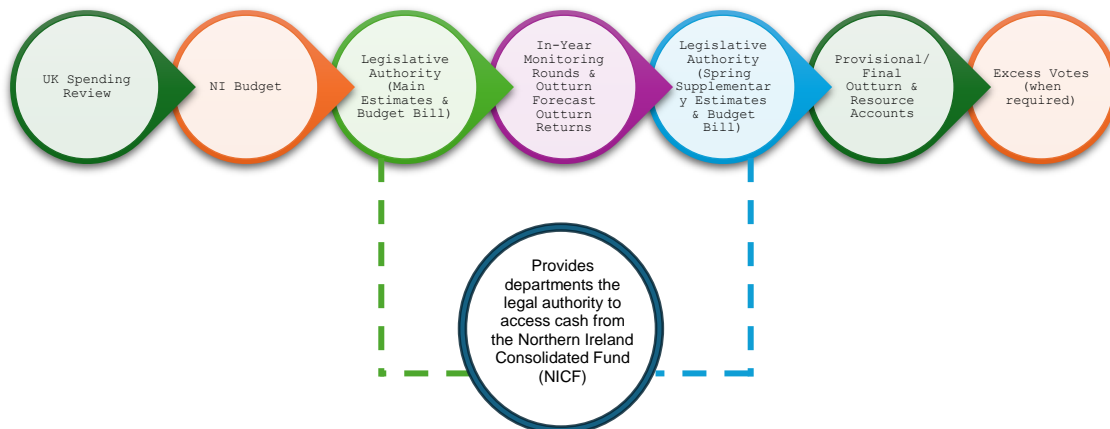 UK Spending
Review
NI Budget
Legislative
Authority
(Main
Estimates &
Budget Bill)
In-Year
Monitoring
Rounds &
Outturn
Forecast
Outturn
Returns
Legislative
Authority
(Spring
Supplementar
y Estimates
& Budget
Bill)
Provisional/
Final
Outturn &
Resource
Accounts
Excess Votes
(when
required)
Provides
departments the
legal authority to
access cash from
the Northern Ireland
Consolidated Fund
(NICF)